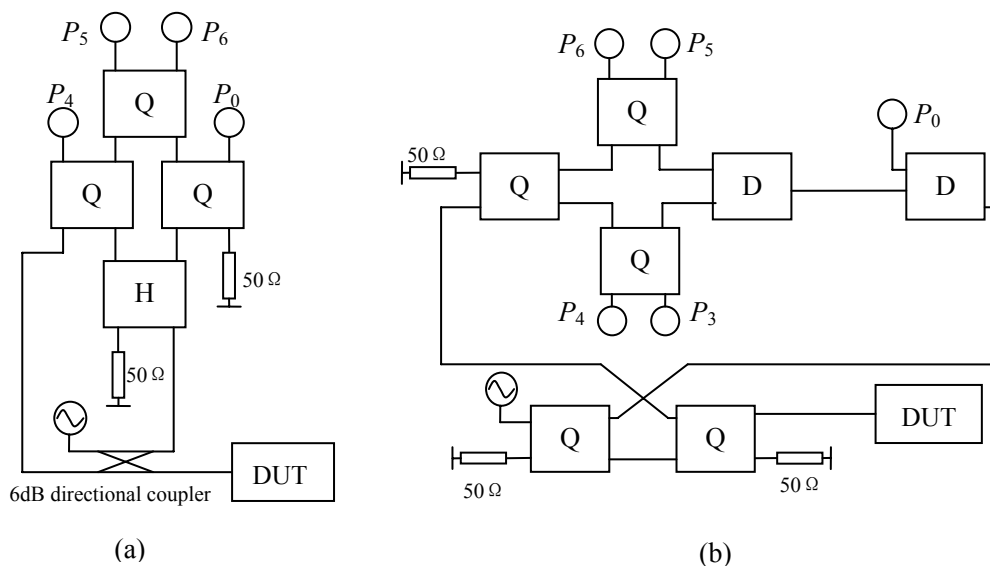 P5
P6
Q
P4
P0
Q
Q
50 Ω
H
50 Ω
DUT
6dB directional coupler
(a)
P6
P5
Q
P0
50 Ω
Q
D
D
Q
P4
P3
Q
Q
DUT
50 Ω
50 Ω
(b)